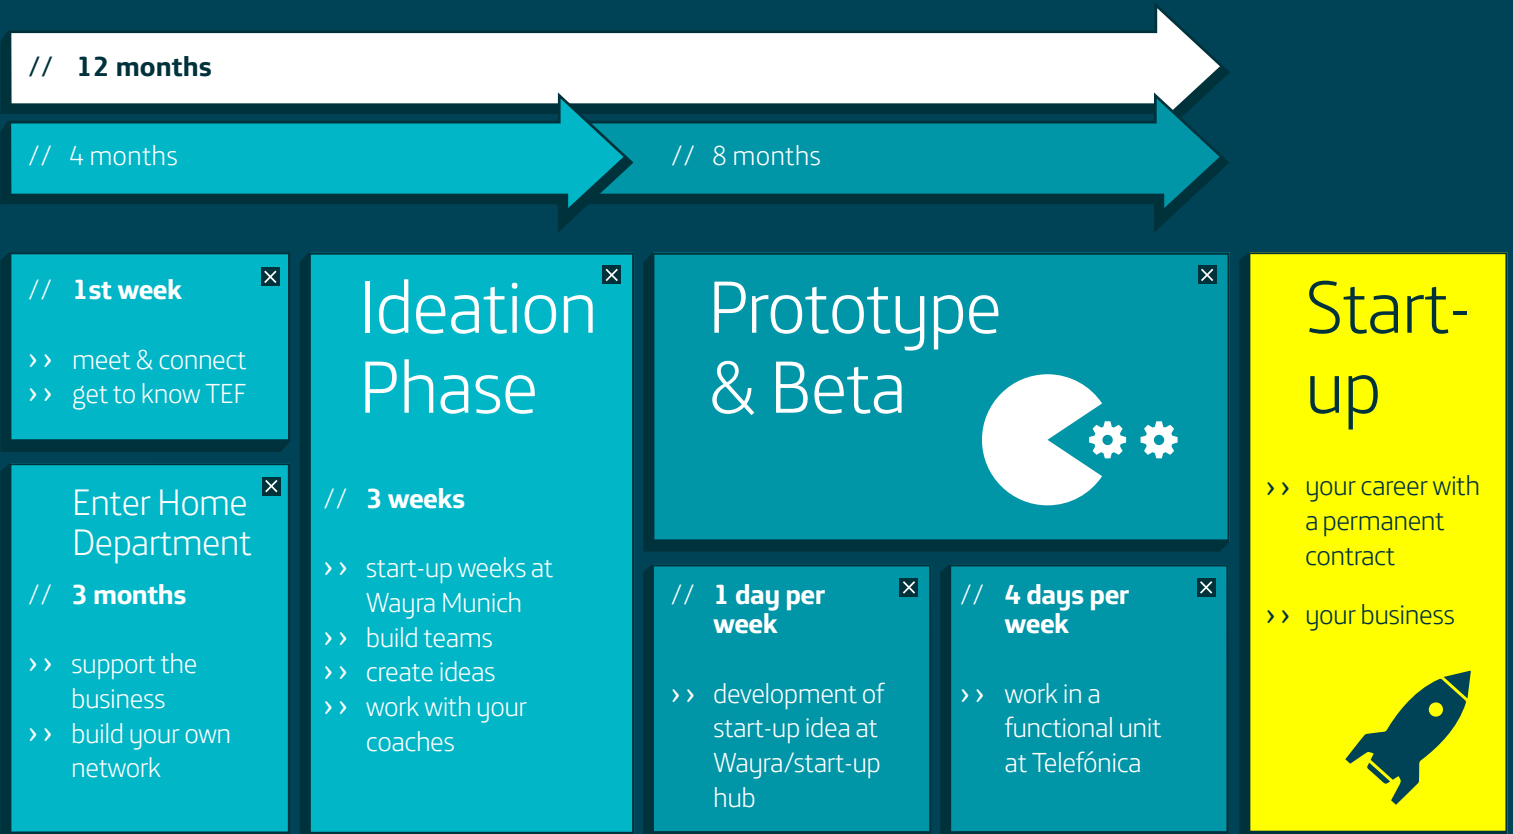 // 12 months
// 4 months
// 8 months
// 1st week
›› meet & connect
›› get to know TEF
Enter Home
Department
// 3 months
›› support the
business
›› build your own
network
Ideation
Phase
// 3 weeks
›› start-up weeks at
Wayra Munich
›› build teams
›› create ideas
›› work with your
coaches
Prototype
& Beta
// 1 day per
week
›› development of
start-up idea at
Wayra/start-up
hub
// 4 days per
week
›› work in a
functional unit
at Telefónica
Start-
up
›› your career with
a permanent
contract
›› your business